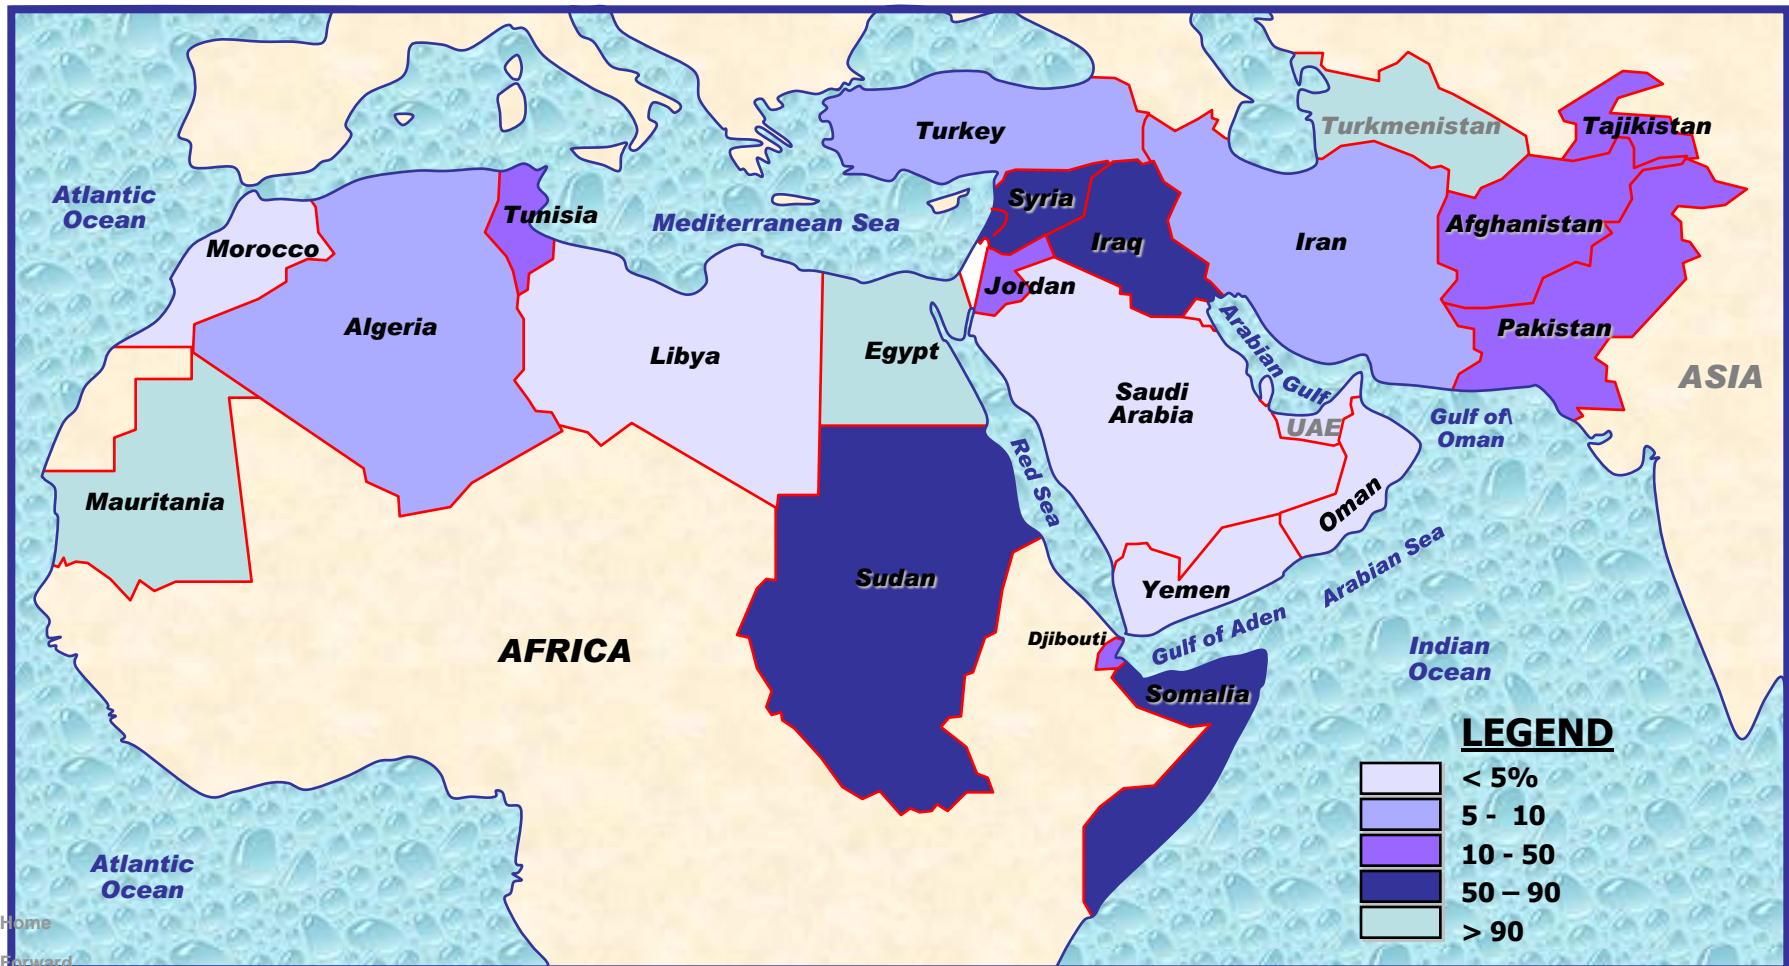 Turkey
Turkmenistan
Tajikistan
Atlantic
Ocean
Syria
Tunisia
Mediterranean Sea
Morocco
Iraq
Iran
Afghanistan
Jordan
Algeria
Libya
Egypt
Arabian Gulf
Pakistan
ASIA
Saudi
Arabia
UAE
Gulf of\
Oman
Red Sea
Mauritania
Oman
Arabian Sea
Sudan
Yemen
Djibouti
Gulf of Aden
AFRICA
Indian
Ocean
Somalia
LEGEND
< 5%
5 - 10
10 - 50
50 – 90
> 90
Atlantic
Ocean
Home
Forward